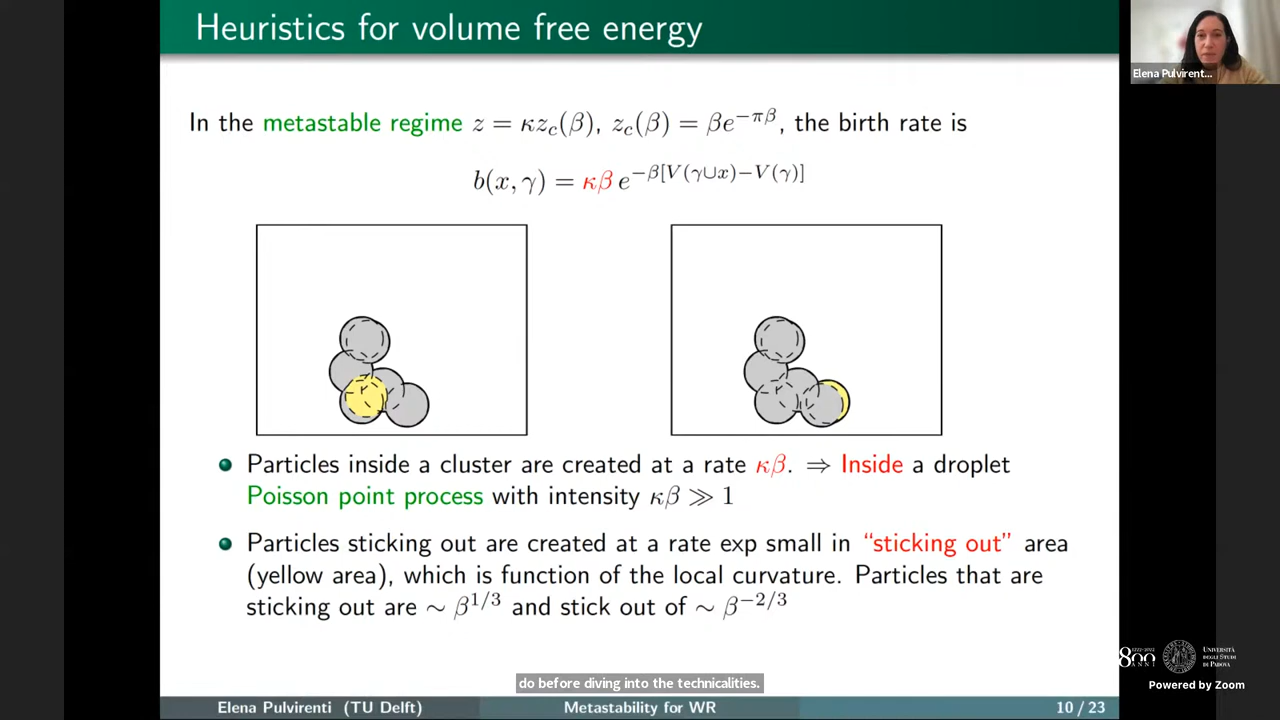 Heuristics for volume free energy
Elena Pulvirent...
In the metastable regime z = κz_c(β), z_c(β) = βe^{−πβ}, the birth rate is
b(x, γ) = κβ e^{−β[V(γ∪x)−V(γ)]}
Particles inside a cluster are created at a rate κβ. ⇒ Inside a droplet
Poisson point process with intensity κβ ≫ 1
Particles sticking out are created at a rate exp small in “sticking out” area
(yellow area), which is function of the local curvature. Particles that are
sticking out are ∼ β^{1/3} and stick out of ∼ β^{−2/3}
800
ANNI
UNIVERSITÀ
DEGLI STUDI
DI PADOVA
Powered by Zoom
do before diving into the technicalities.
Elena Pulvirenti (TU Delft)
Metastability for WR
10 / 23